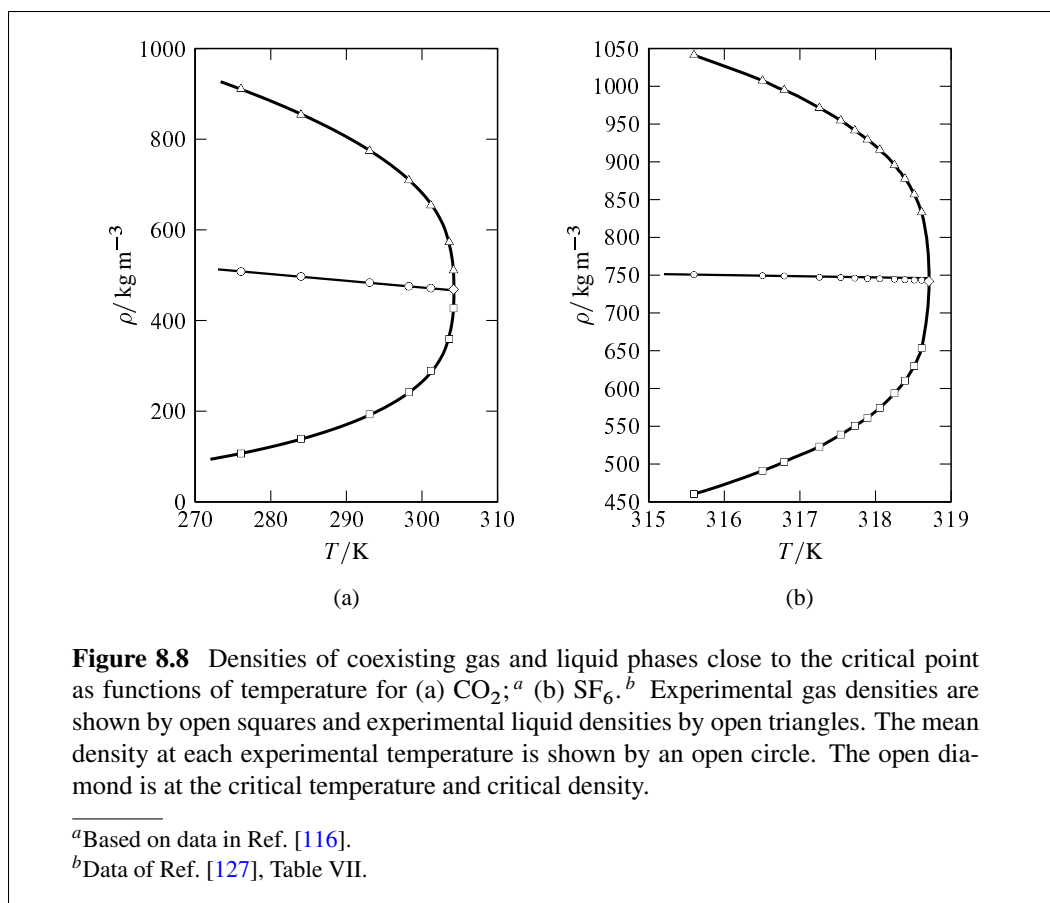 1000
800
600
400
200
0
270 280 290 300 310
ρ/ kg m−3
T/K
(a)
1050
1000
950
900
850
800
750
700
650
600
550
500
450
315 316 317 318 319
ρ/ kg m−3
T/K
(b)
Figure 8.8 Densities of coexisting gas and liquid phases close to the critical point
as functions of temperature for (a) CO2;a (b) SF6.b Experimental gas densities are
shown by open squares and experimental liquid densities by open triangles. The mean
density at each experimental temperature is shown by an open circle. The open dia-
mond is at the critical temperature and critical density.
aBased on data in Ref. [116].
bData of Ref. [127], Table VII.